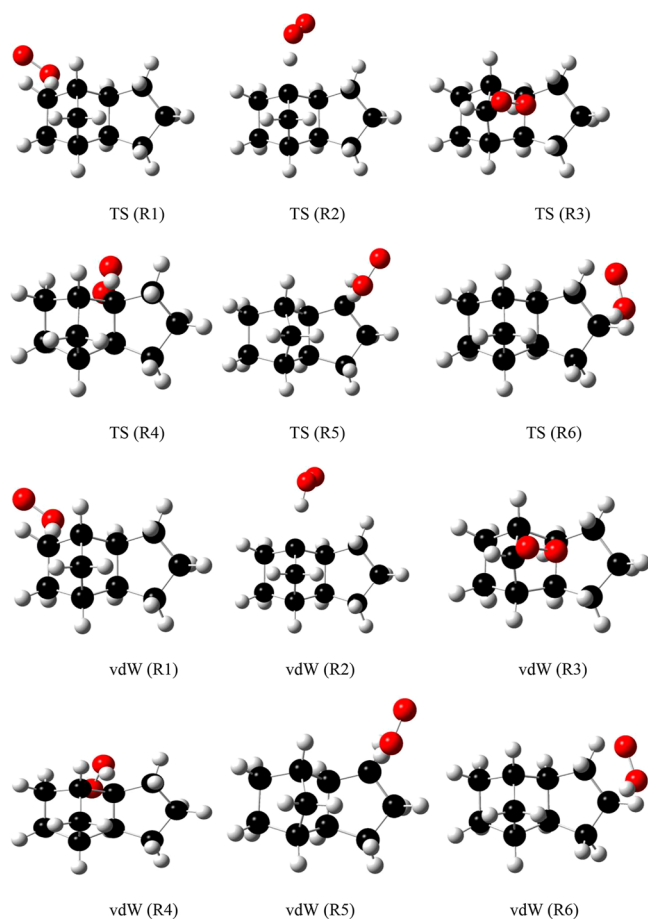 TS (R1) TS (R2) TS (R3)
TS (R4) TS (R5) TS (R6)
vdW (R1) vdW (R2) vdW (R3)
vdW (R4) vdW (R5) vdW (R6)